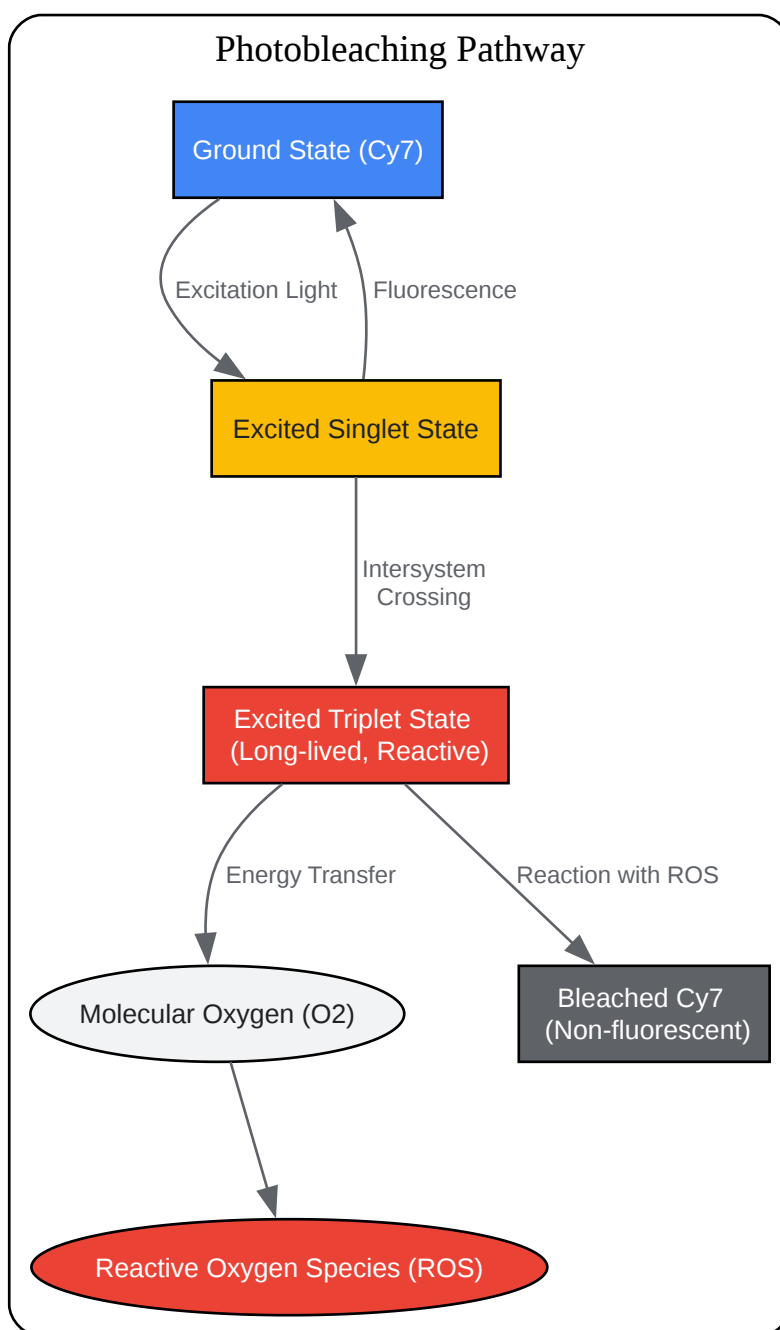 Photobleaching Pathway
Ground State (Cy7)
Excitation Light
Fluorescence
Excited Singlet State
Intersystem
Crossing
Excited Triplet State
(Long-lived, Reactive)
Energy Transfer
Reaction with ROS
Molecular Oxygen (O2)
Bleached Cy7
(Non-fluorescent)
Reactive Oxygen Species (ROS)